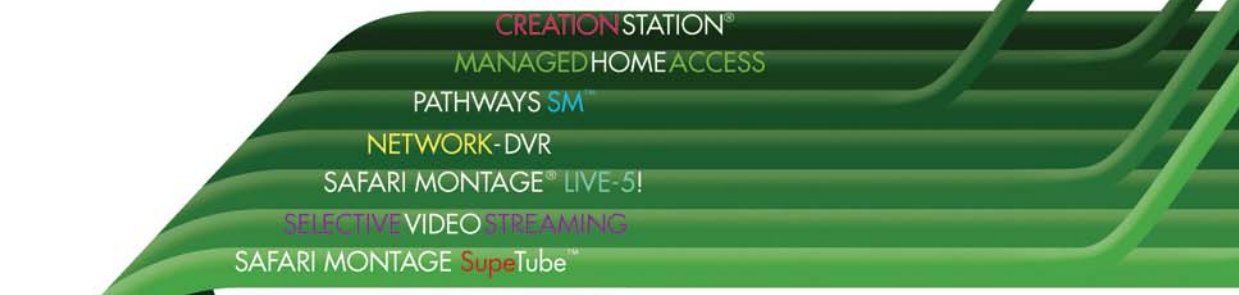 CREATIONSTATION®
MANAGEDHOMEACCESS
PATHWAYS SM™
NETWORK-DVR
SAFARI MONTAGE® LIVE-5!
SELECTIVEVIDEOSTREAMING
SAFARI MONTAGE SupeTube™